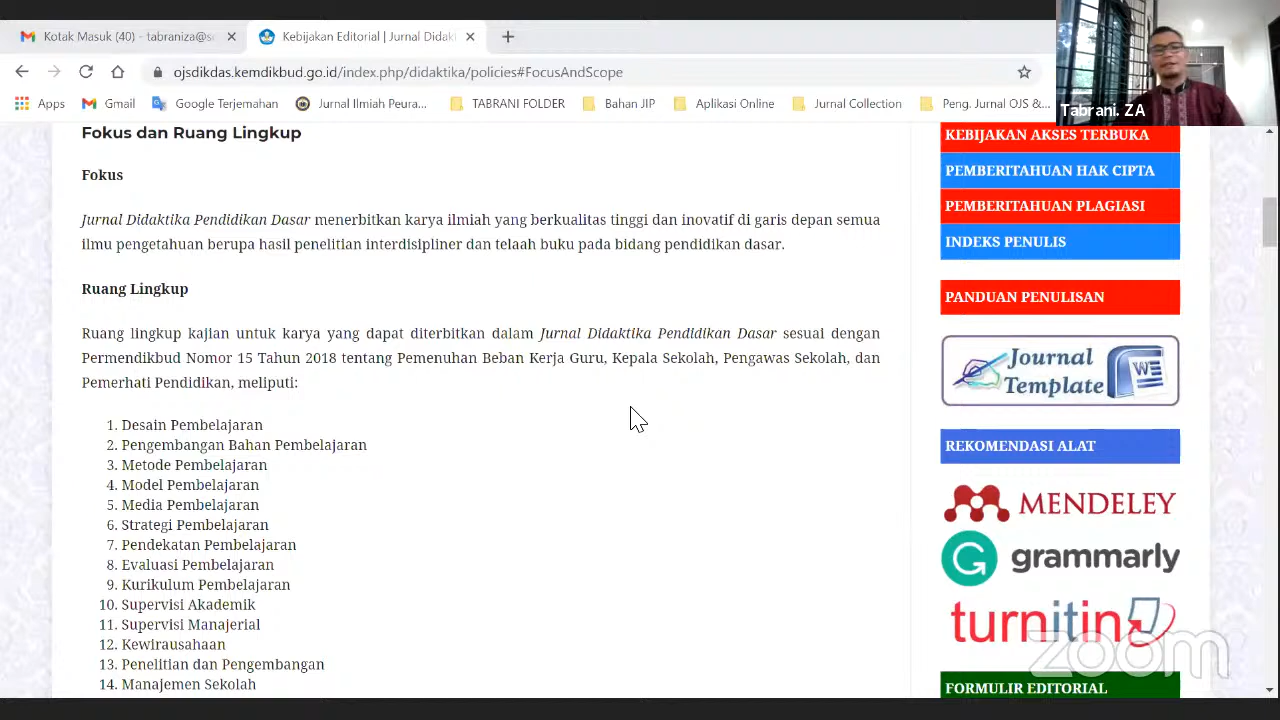 Kotak Masuk (40) - tabraniza@s
Kebijakan Editorial | Jurnal Didak
ojsdikdas.kemdikbud.go.id/index.php/didaktika/policies#FocusAndScope
Apps
Gmail
Google Terjemahan
Jurnal Ilmiah Peura...
TABRANI FOLDER
Bahan JIP
Aplikasi Online
Jurnal Collection
Peng. Jurnal OJS &...
Tabrani. ZA
Fokus dan Ruang Lingkup
Fokus
Jurnal Didaktika Pendidikan Dasar menerbitkan karya ilmiah yang berkualitas tinggi dan inovatif di garis depan semua
ilmu pengetahuan berupa hasil penelitian interdisipliner dan telaah buku pada bidang pendidikan dasar.
Ruang Lingkup
Ruang lingkup kajian untuk karya yang dapat diterbitkan dalam Jurnal Didaktika Pendidikan Dasar sesuai dengan
Permendikbud Nomor 15 Tahun 2018 tentang Pemenuhan Beban Kerja Guru, Kepala Sekolah, Pengawas Sekolah, dan
Pemerhati Pendidikan, meliputi:
1. Desain Pembelajaran
2. Pengembangan Bahan Pembelajaran
3. Metode Pembelajaran
4. Model Pembelajaran
5. Media Pembelajaran
6. Strategi Pembelajaran
7. Pendekatan Pembelajaran
8. Evaluasi Pembelajaran
9. Kurikulum Pembelajaran
10. Supervisi Akademik
11. Supervisi Manajerial
12. Kewirausahaan
13. Penelitian dan Pengembangan
14. Manajemen Sekolah
KEBIJAKAN AKSES TERBUKA
PEMBERITAHUAN HAK CIPTA
PEMBERITAHUAN PLAGIASI
INDEKS PENULIS
PANDUAN PENULISAN
Journal
Template
W
REKOMENDASI ALAT
MENDELEY
grammarly
turnitin
zoom
FORMULIR EDITORIAL